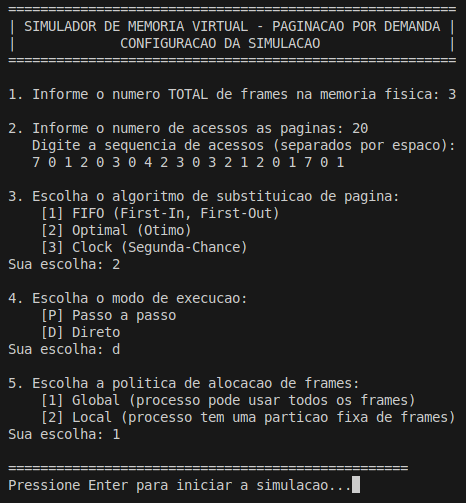 ========================================================
| SIMULADOR DE MEMORIA VIRTUAL - PAGINACAO POR DEMANDA |
|             CONFIGURACAO DA SIMULACAO                |
========================================================
1. Informe o numero TOTAL de frames na memoria fisica: 3
2. Informe o numero de acessos as paginas: 20
   Digite a sequencia de acessos (separados por espaco):
   7 0 1 2 0 3 0 4 2 3 0 3 2 1 2 0 1 7 0 1
3. Escolha o algoritmo de substituicao de pagina:
    [1] FIFO (First-In, First-Out)
    [2] Optimal (Otimo)
    [3] Clock (Segunda-Chance)
Sua escolha: 2
4. Escolha o modo de execucao:
    [P] Passo a passo
    [D] Direto
Sua escolha: d
5. Escolha a politica de alocacao de frames:
    [1] Global (processo pode usar todos os frames)
    [2] Local (processo tem uma particao fixa de frames)
Sua escolha: 1
==================================================
Pressione Enter para iniciar a simulacao...